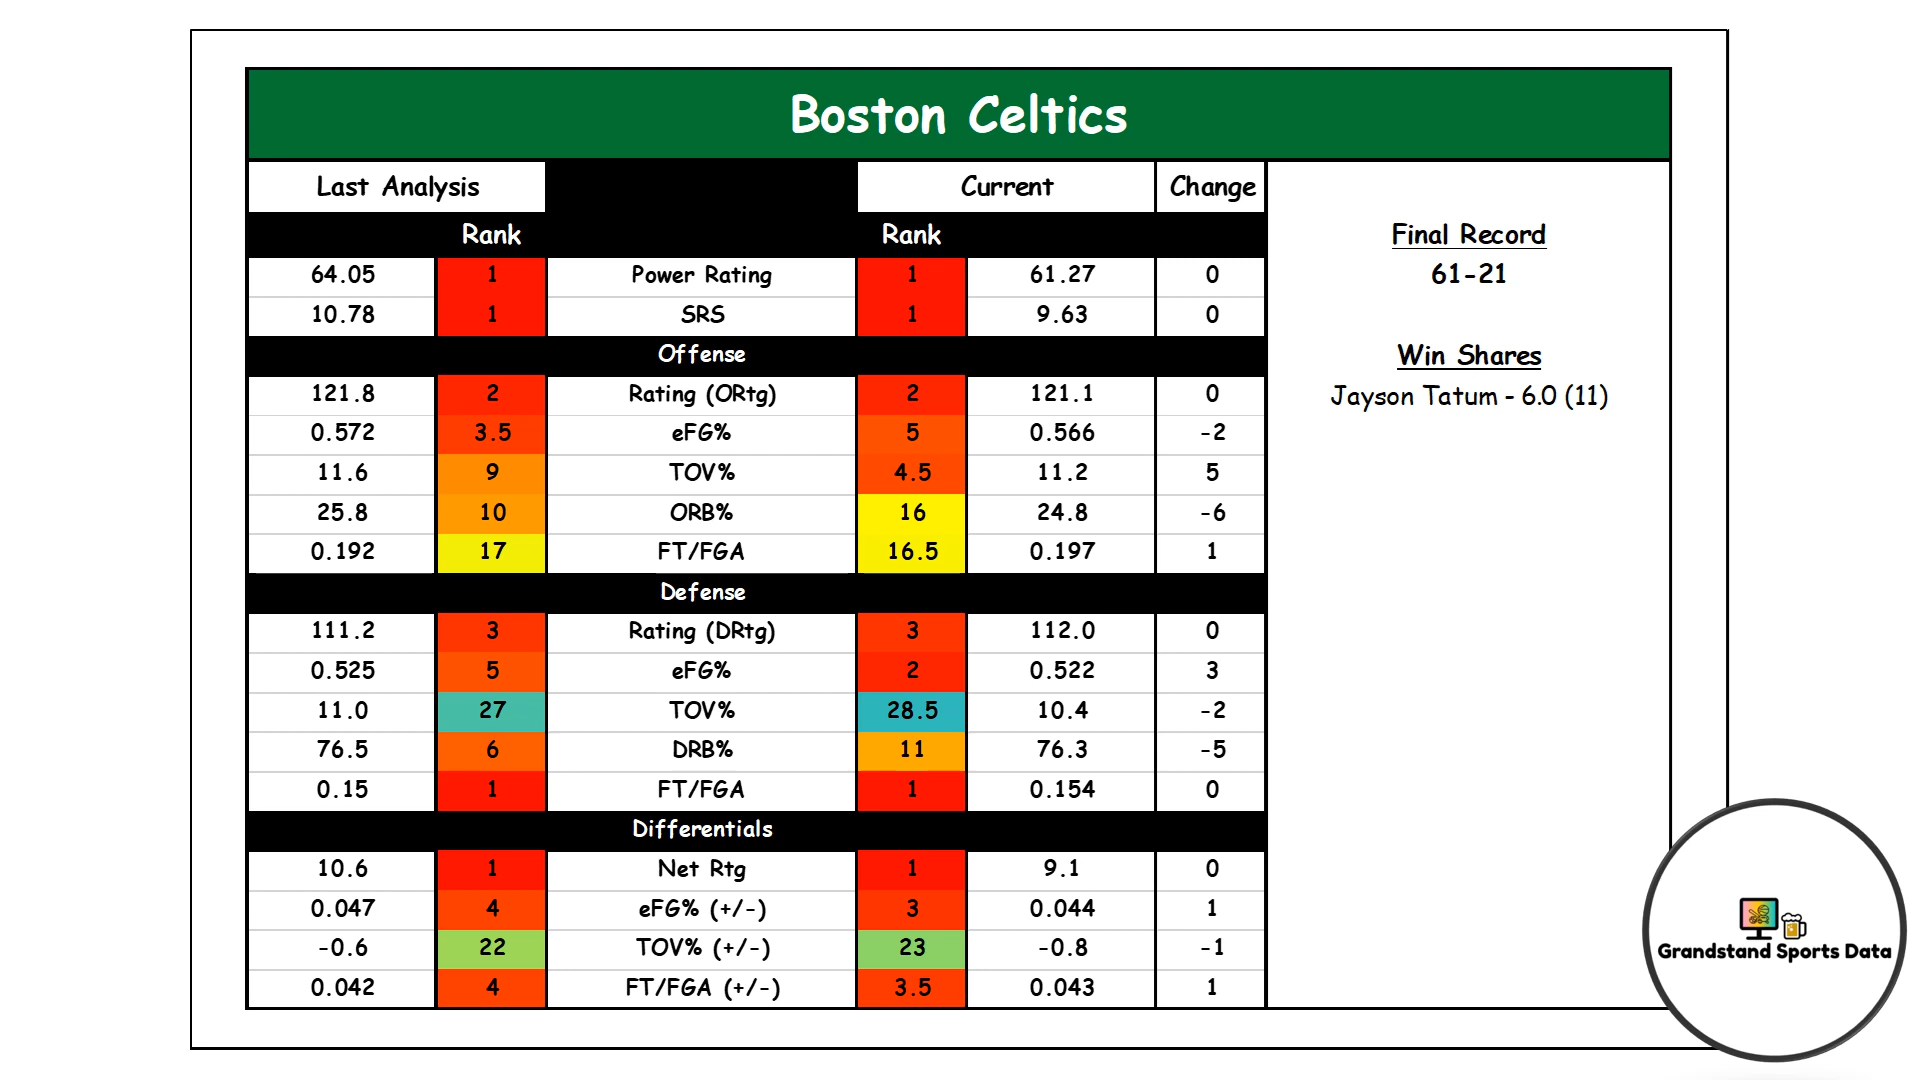 Boston Celtics
Last Analysis Current Change
Rank Rank
Final Record
64.05 1 Power Rating 1 61.27 0
61-21
10.78 1 SRS 1 9.63 0
Offense
Win Shares
121.8 2 Rating (ORtg) 2 121.1 0
Jayson Tatum - 6.0 (11)
0.572 3.5 eFG% 5 0.566 -2
11.6 9 TOV% 4.5 11.2 5
25.8 10 ORB% 16 24.8 -6
0.192 17 FT/FGA 16.5 0.197 1
Defense
111.2 3 Rating (DRtg) 3 112.0 0
0.525 5 eFG% 2 0.522 3
11.0 27 TOV% 28.5 10.4 -2
76.5 6 DRB% 11 76.3 -5
0.15 1 FT/FGA 1 0.154 0
Differentials
10.6 1 Net Rtg 1 9.1 0
0.047 4 eFG% (+/-) 3 0.044 1
-0.6 22 TOV% (+/-) 23 -0.8 -1
0.042 4 FT/FGA (+/-) 3.5 0.043 1
Grandstand Sports Data